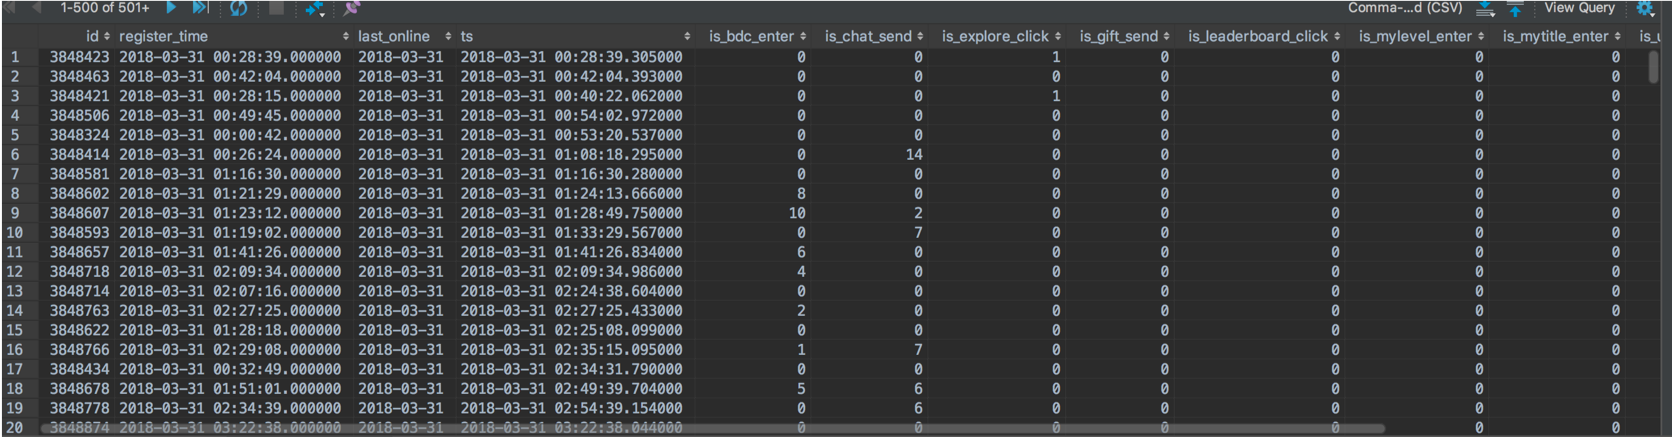 1-500 of 501+ Comma-...d (CSV) View Query
id register_time last_online ts is_bdc_enter is_chat_send is_explore_click is_gift_send is_leaderboard_click is_mylevel_enter is_mytitle_enter is_u
1 3848423 2018-03-31 00:28:39.000000 2018-03-31 2018-03-31 00:28:39.305000 0 0 1 0 0 0 0
2 3848463 2018-03-31 00:42:04.000000 2018-03-31 2018-03-31 00:42:04.393000 0 0 0 0 0 0 0
3 3848421 2018-03-31 00:28:15.000000 2018-03-31 2018-03-31 00:40:22.062000 0 0 1 0 0 0 0
4 3848506 2018-03-31 00:49:45.000000 2018-03-31 2018-03-31 00:54:02.972000 0 0 0 0 0 0 0
5 3848324 2018-03-31 00:00:42.000000 2018-03-31 2018-03-31 00:53:20.537000 0 0 0 0 0 0 0
6 3848414 2018-03-31 00:26:24.000000 2018-03-31 2018-03-31 01:08:18.295000 0 14 0 0 0 0 0
7 3848581 2018-03-31 01:16:30.000000 2018-03-31 2018-03-31 01:16:30.280000 0 0 0 0 0 0 0
8 3848602 2018-03-31 01:21:29.000000 2018-03-31 2018-03-31 01:24:13.666000 8 0 0 0 0 0 0
9 3848607 2018-03-31 01:23:12.000000 2018-03-31 2018-03-31 01:28:49.750000 10 2 0 0 0 0 0
10 3848593 2018-03-31 01:19:02.000000 2018-03-31 2018-03-31 01:33:29.567000 0 7 0 0 0 0 0
11 3848657 2018-03-31 01:41:26.000000 2018-03-31 2018-03-31 01:41:26.834000 6 0 0 0 0 0 0
12 3848718 2018-03-31 02:09:34.000000 2018-03-31 2018-03-31 02:09:34.986000 4 0 0 0 0 0 0
13 3848714 2018-03-31 02:07:16.000000 2018-03-31 2018-03-31 02:24:38.604000 0 0 0 0 0 0 0
14 3848763 2018-03-31 02:27:25.000000 2018-03-31 2018-03-31 02:27:25.433000 2 0 0 0 0 0 0
15 3848622 2018-03-31 01:28:18.000000 2018-03-31 2018-03-31 02:25:08.099000 0 0 0 0 0 0 0
16 3848766 2018-03-31 02:29:08.000000 2018-03-31 2018-03-31 02:35:15.095000 1 7 0 0 0 0 0
17 3848434 2018-03-31 00:32:49.000000 2018-03-31 2018-03-31 02:34:31.790000 0 0 0 0 0 0 0
18 3848678 2018-03-31 01:51:01.000000 2018-03-31 2018-03-31 02:49:39.704000 5 6 0 0 0 0 0
19 3848778 2018-03-31 02:34:39.000000 2018-03-31 2018-03-31 02:54:39.154000 0 6 0 0 0 0 0
20 3848874 2018-03-31 03:22:38.000000 2018-03-31 2018-03-31 03:22:38.044000 0 0 0 0 0 0 0